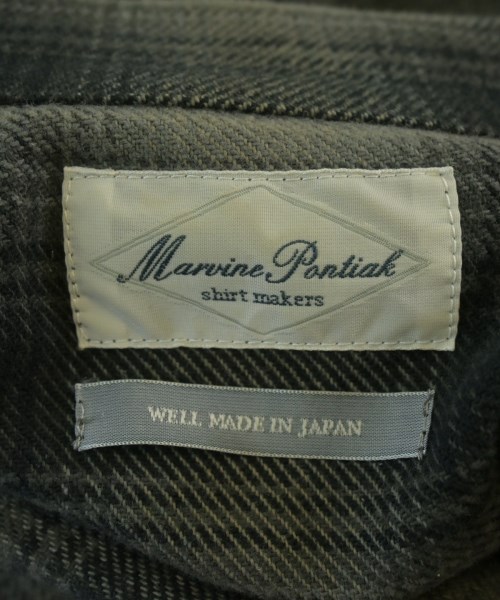 Marvine Pontiak
shirt makers
WELL MADE IN JAPAN